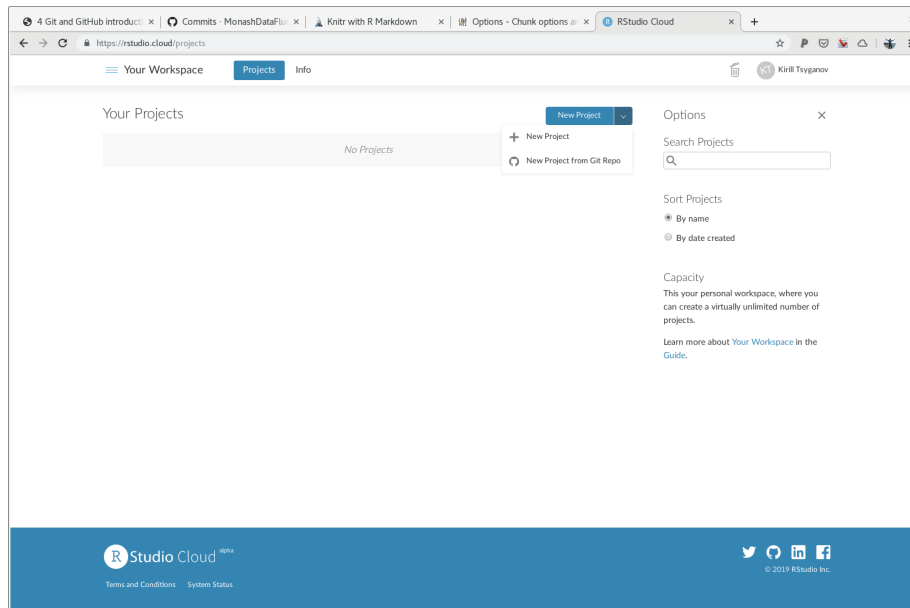 4 Git and GitHub introducti
Commits · MonashDataFlu
Knitr with R Markdown
谢 Options - Chunk options an
RStudio Cloud
https://rstudio.cloud/projects
Your Workspace
Projects
Info
KT
Kirill Tsyganov
Your Projects
New Project
Options
New Project
New Project from Git Repo
No Projects
Search Projects
Sort Projects
By name
By date created
Capacity
This your personal workspace, where you
can create a virtually unlimited number of
projects.
Learn more about Your Workspace in the
Guide.
R Studio Cloud alpha
Terms and Conditions
System Status
© 2019 RStudio Inc.